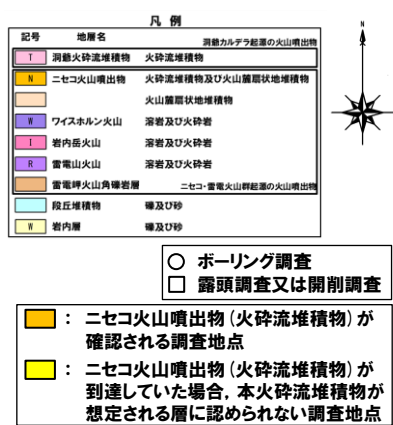 凡 例
N
記号 地層名 洞爺カルデラ起源の火山噴出物
T 洞爺火砕流堆積物 火砕流堆積物
N ニセコ火山噴出物 火砕流堆積物及び火山麓扇状地堆積物
火山麓扇状地堆積物
W ワイスホルン火山 溶岩及び火砕岩
I 岩内岳火山 溶岩及び火砕岩
R 雷電山火山 溶岩及び火砕岩
雷電岬火山角礫岩層 ニセコ・雷電火山群起源の火山噴出物
段丘堆積物 礫及び砂
W 岩内層 礫及び砂
○ ボーリング調査
□ 露頭調査又は開削調査
： ニセコ火山噴出物（火砕流堆積物）が
確認される調査地点
： ニセコ火山噴出物（火砕流堆積物）が
到達していた場合，本火砕流堆積物が
想定される層に認められない調査地点